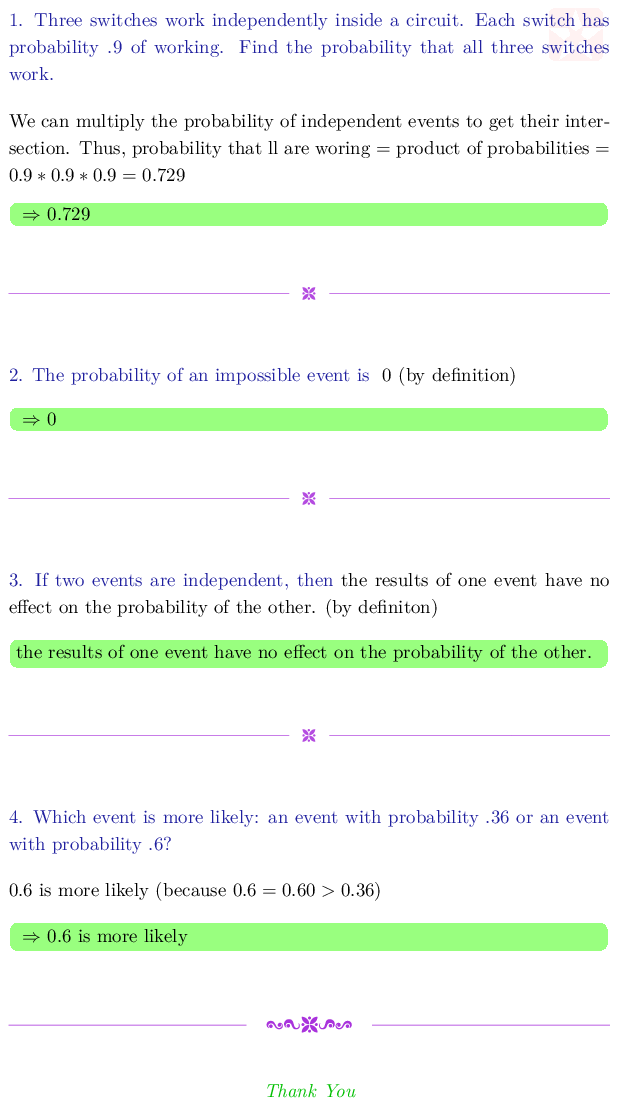 1. Three switches work independently inside a circuit. Each switch has
probability .9 of working. Find the probability that all three switches
work.
We can multiply the probability of independent events to get their inter-
section. Thus, probability that ll are woring = product of probabilities =
0.9 ∗ 0.9 ∗ 0.9 = 0.729
⇒ 0.729
2. The probability of an impossible event is 0 (by definition)
⇒ 0
3. If two events are independent, then the results of one event have no
effect on the probability of the other. (by definiton)
the results of one event have no effect on the probability of the other.
4. Which event is more likely: an event with probability .36 or an event
with probability .6?
0.6 is more likely (because 0.6 = 0.60 > 0.36)
⇒ 0.6 is more likely
Thank You